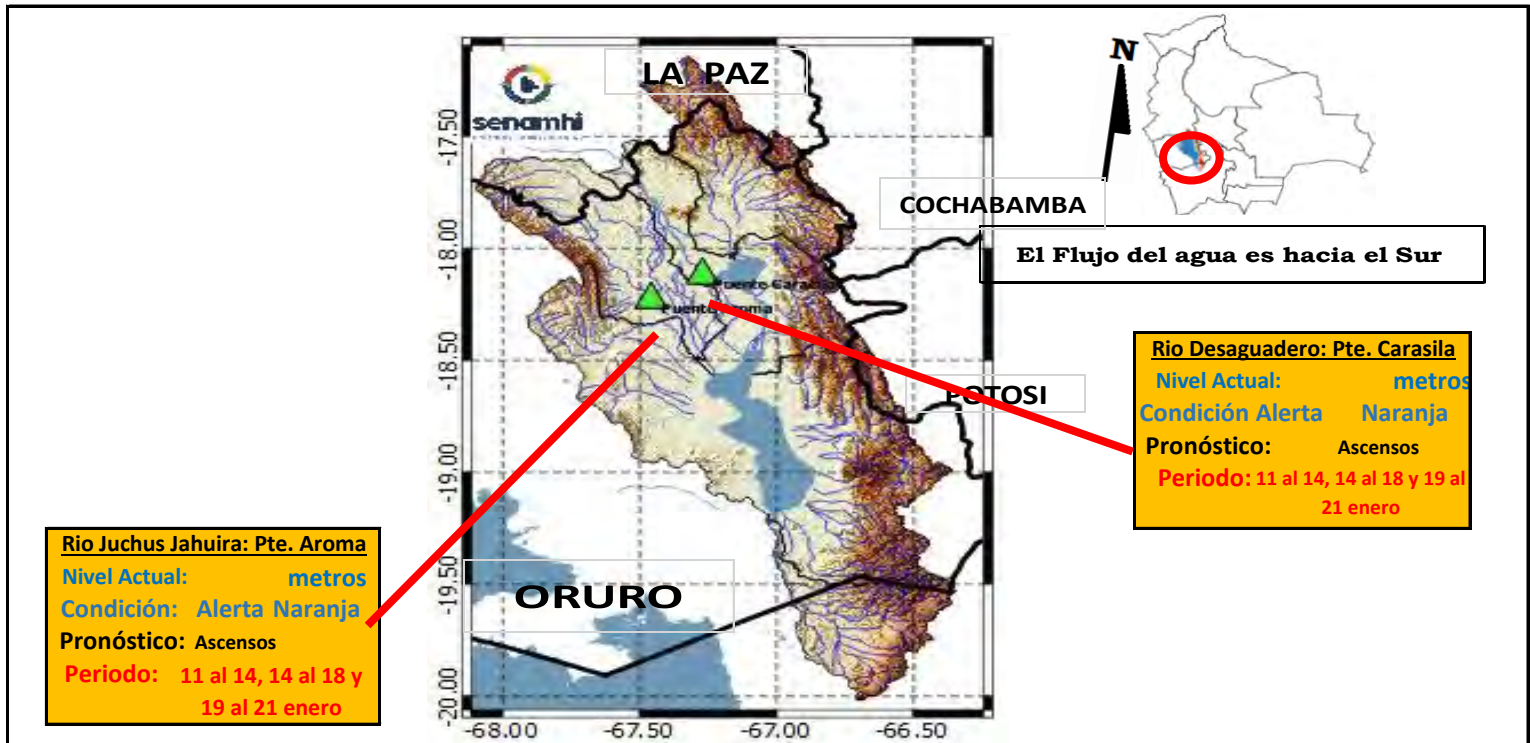 LA PAZ
senamhi
N
COCHABAMBA
El Flujo del agua es hacia el Sur
-17.50
-18.00
-18.50
-19.00
-19.50
-20.00
Puente
Puente
POTOSI
Rio Desaguadero: Pte. Carasila
Nivel Actual: metros
Condición Alerta Naranja
Pronóstico: Ascensos
Periodo: 11 al 14, 14 al 18 y 19 al
21 enero
Rio Juchus Jahuira: Pte. Aroma
Nivel Actual: metros
Condición: Alerta Naranja
Pronóstico: Ascensos
Periodo: 11 al 14, 14 al 18 y
19 al 21 enero
ORURO
-68.00 -67.50 -67.00 -66.50